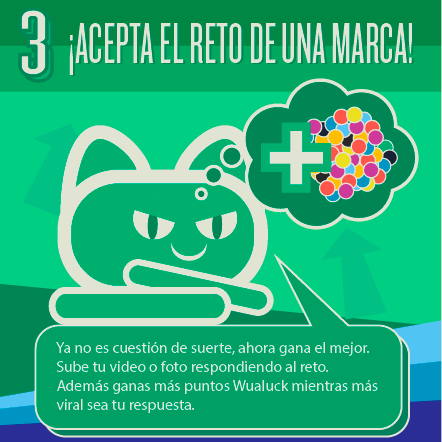 3 ¡ACEPTA EL RETO DE UNA MARCA!
Ya no es cuestión de suerte, ahora gana el mejor.
Sube tu video o foto respondiendo al reto.
Además ganas más puntos Wualuck mientras más
viral sea tu respuesta.